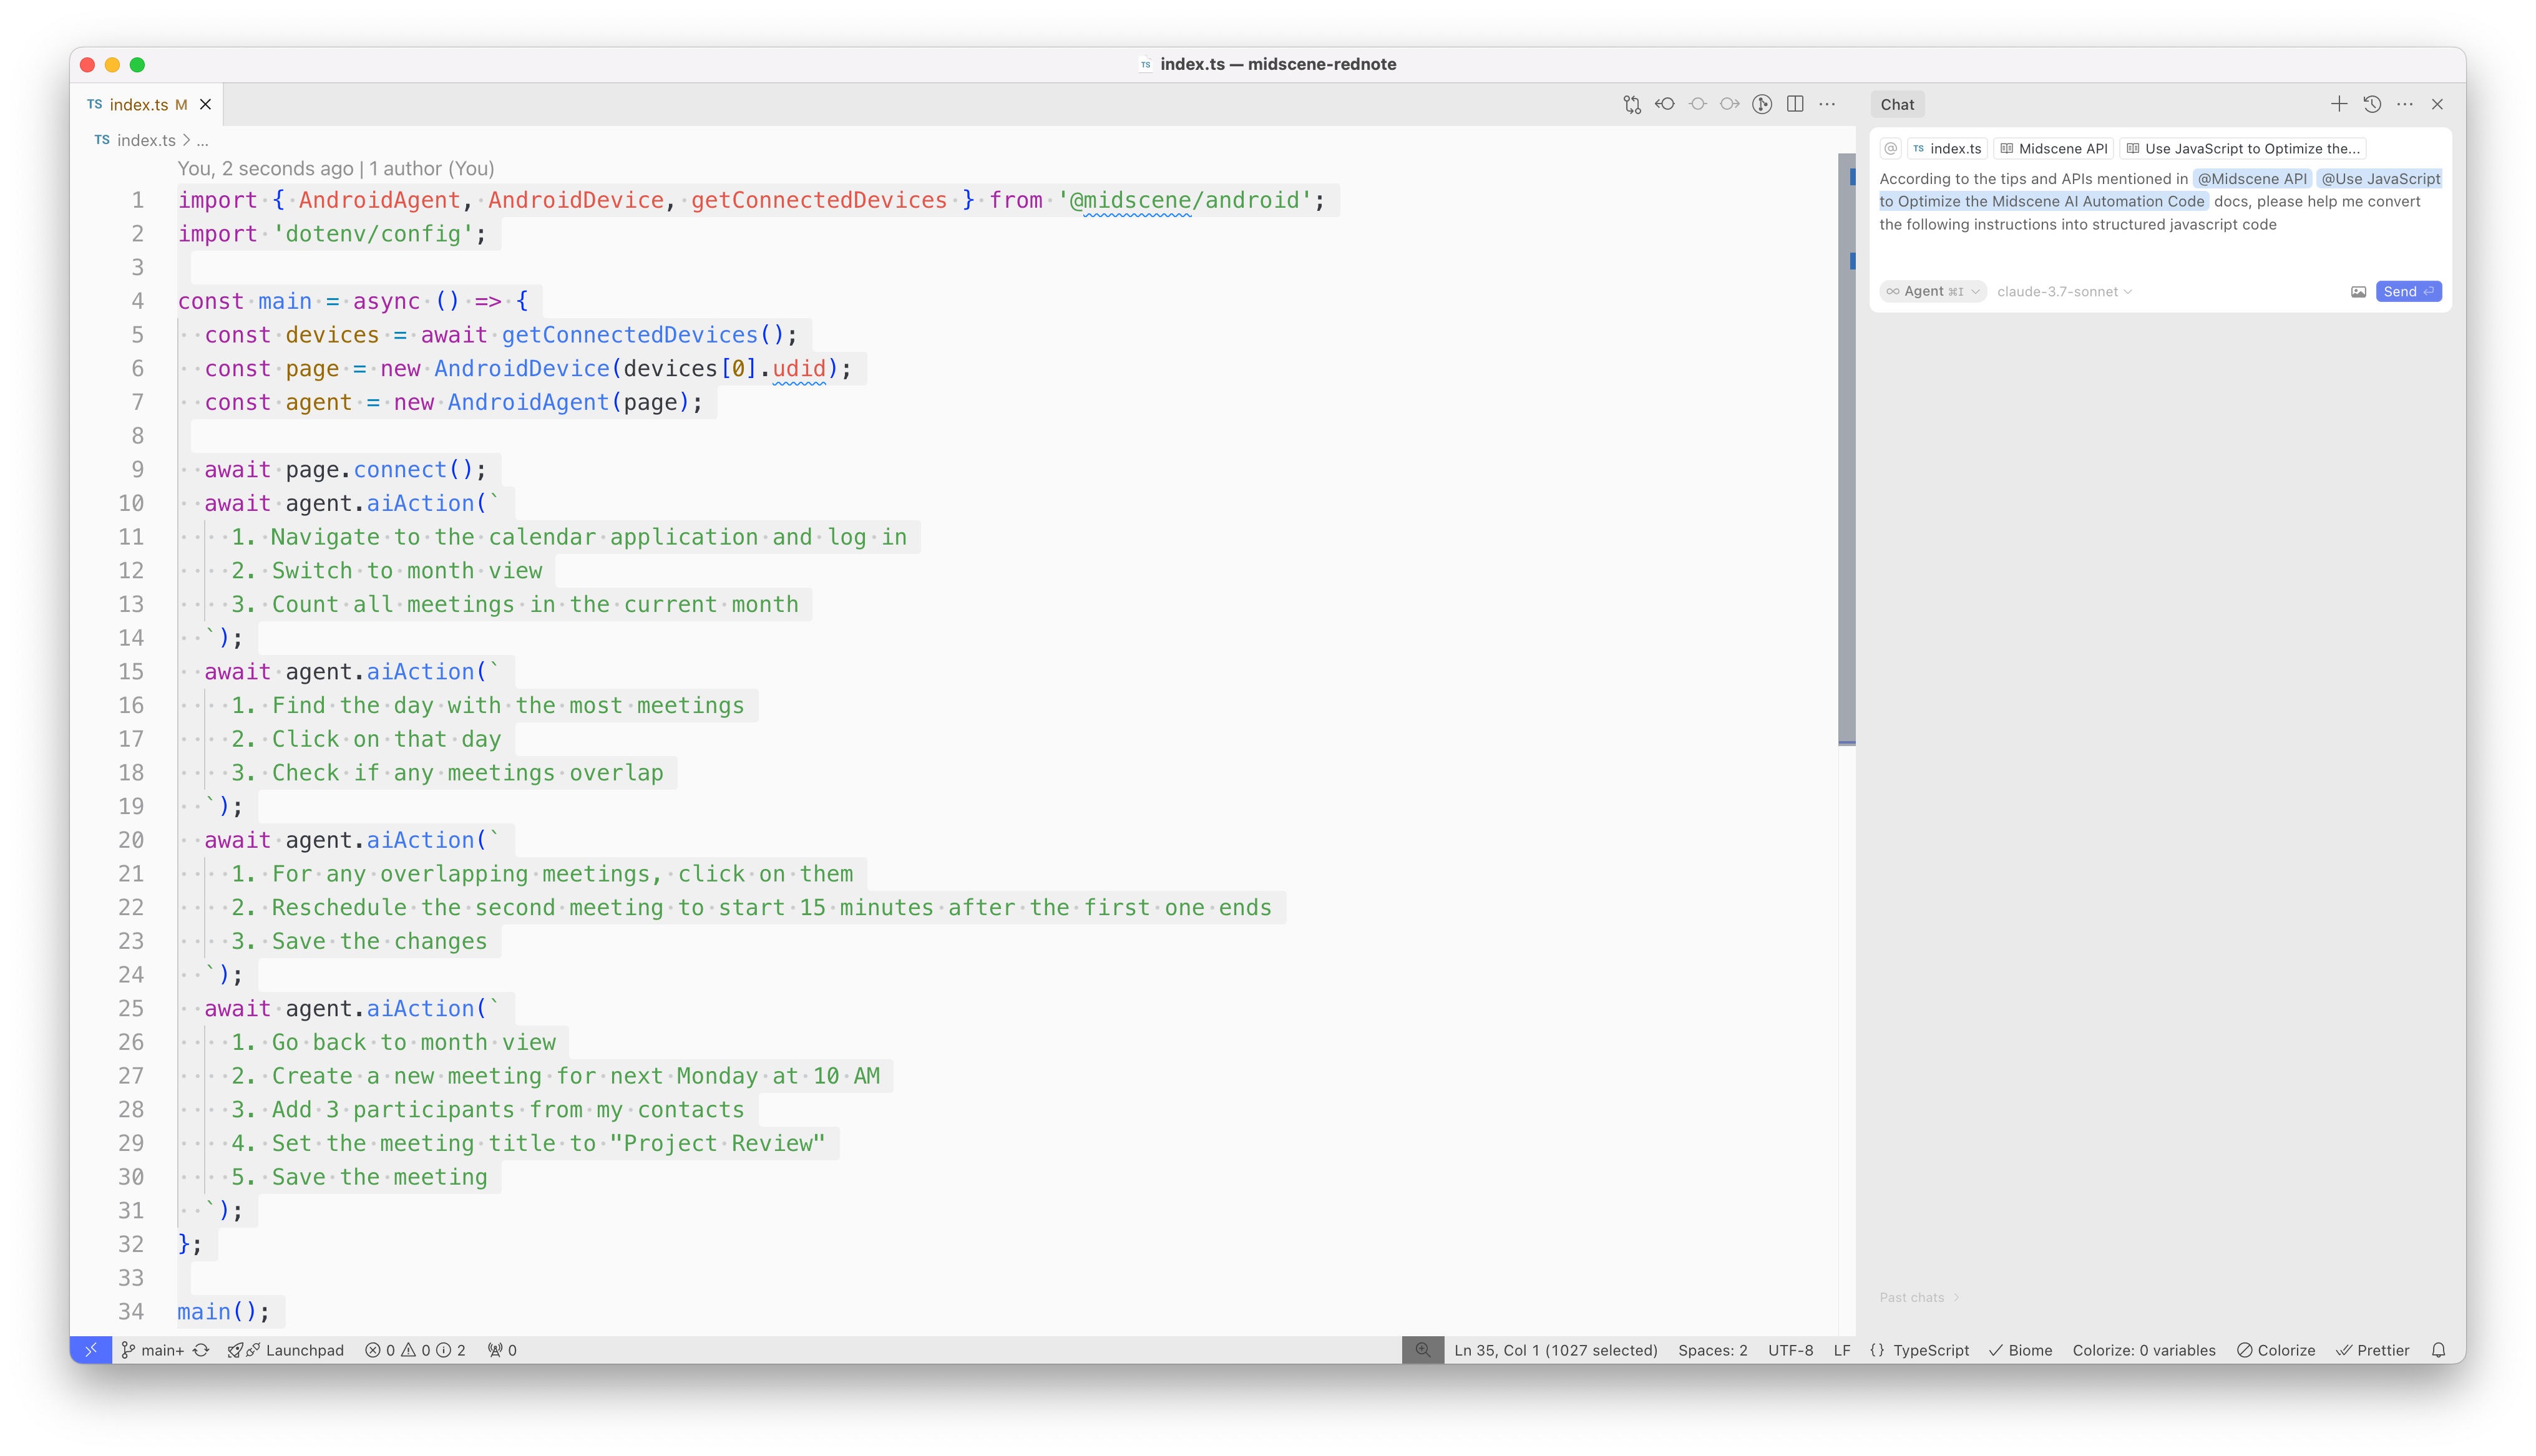 index.ts — midscene-rednote
TS index.ts M
TS index.ts > ...
You, 2 seconds ago | 1 author (You)
1 import { AndroidAgent, AndroidDevice, getConnectedDevices } from '@midscene/android';
2 import 'dotenv/config';
3
4 const main = async () => {
5 const devices = await getConnectedDevices();
6 const page = new AndroidDevice(devices[0].udid);
7 const agent = new AndroidAgent(page);
8
9 await page.connect();
10 await agent.aiAction(`
11 1. Navigate to the calendar application and log in
12 2. Switch to month view
13 3. Count all meetings in the current month
14 `);
15 await agent.aiAction(`
16 1. Find the day with the most meetings
17 2. Click on that day
18 3. Check if any meetings overlap
19 `);
20 await agent.aiAction(`
21 1. For any overlapping meetings, click on them
22 2. Reschedule the second meeting to start 15 minutes after the first one ends
23 3. Save the changes
24 `);
25 await agent.aiAction(`
26 1. Go back to month view
27 2. Create a new meeting for next Monday at 10 AM
28 3. Add 3 participants from my contacts
29 4. Set the meeting title to "Project Review"
30 5. Save the meeting
31 `);
32 };
33
34 main();
Chat
@ TS index.ts Midscene API Use JavaScript to Optimize the...
According to the tips and APIs mentioned in @Midscene API @Use JavaScript
to Optimize the Midscene AI Automation Code docs, please help me convert
the following instructions into structured javascript code
∞ Agent ⌘I claude-3.7-sonnet Send
Past chats >
main+ Launchpad 0 0 2 0 Ln 35, Col 1 (1027 selected) Spaces: 2 UTF-8 LF {} TypeScript Biome Colorize: 0 variables Colorize Prettier